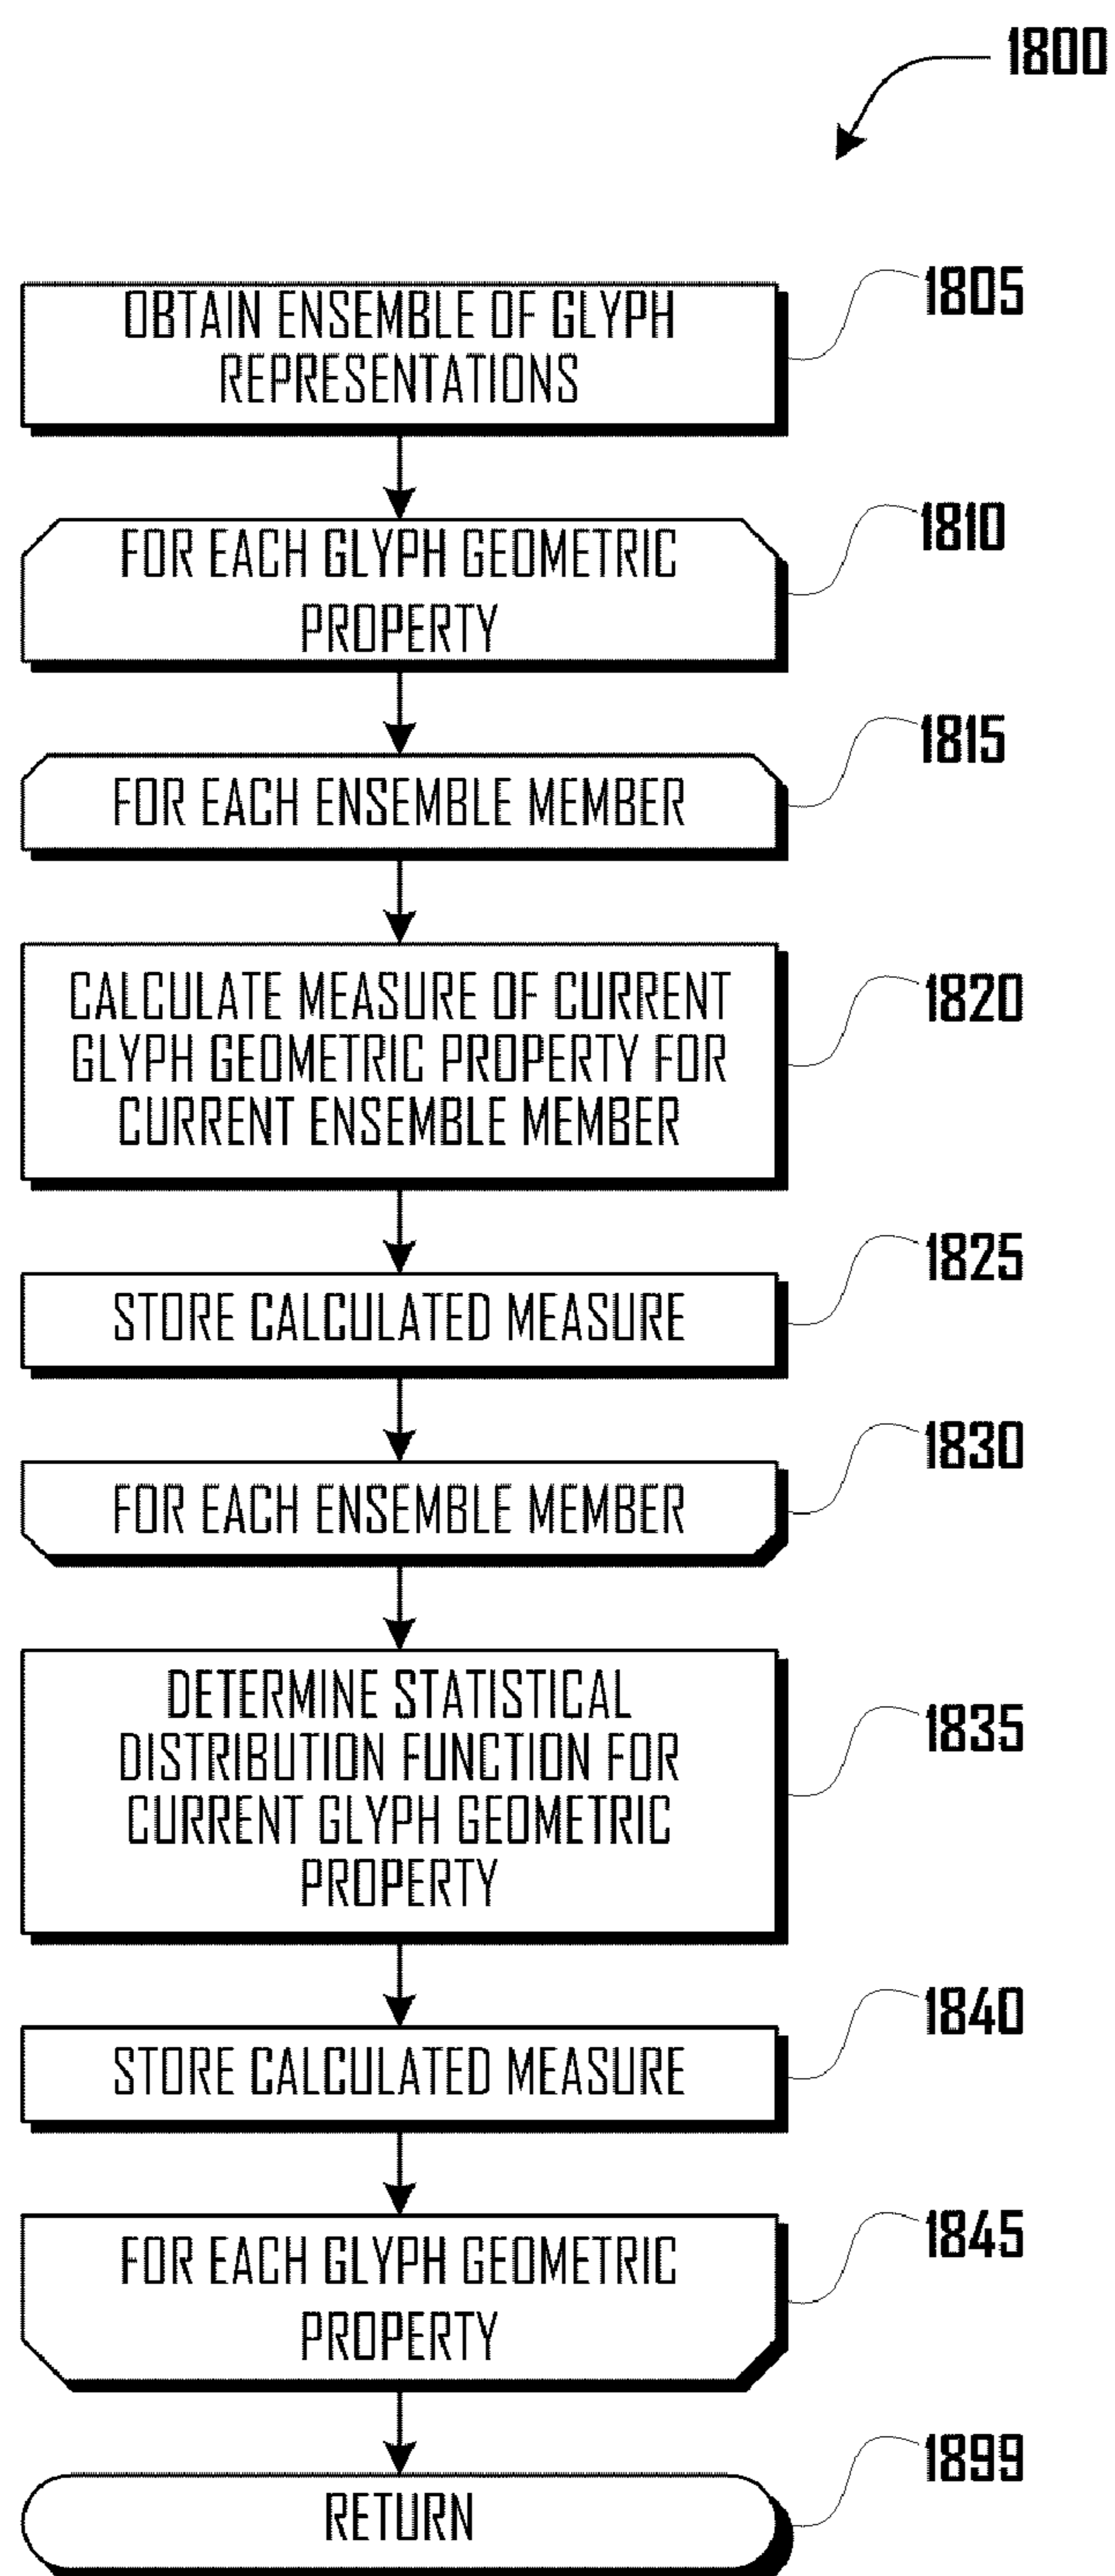 1800
OBTAIN ENSEMBLE OF GLYPH
REPRESENTATIONS
1805
FOR EACH GLYPH GEOMETRIC
PROPERTY
1810
FOR EACH ENSEMBLE MEMBER
1815
CALCULATE MEASURE OF CURRENT
GLYPH GEOMETRIC PROPERTY FOR
CURRENT ENSEMBLE MEMBER
1820
STORE CALCULATED MEASURE
1825
FOR EACH ENSEMBLE MEMBER
1830
DETERMINE STATISTICAL
DISTRIBUTION FUNCTION FOR
CURRENT GLYPH GEOMETRIC
PROPERTY
1835
STORE CALCULATED MEASURE
1840
FOR EACH GLYPH GEOMETRIC
PROPERTY
1845
RETURN
1899